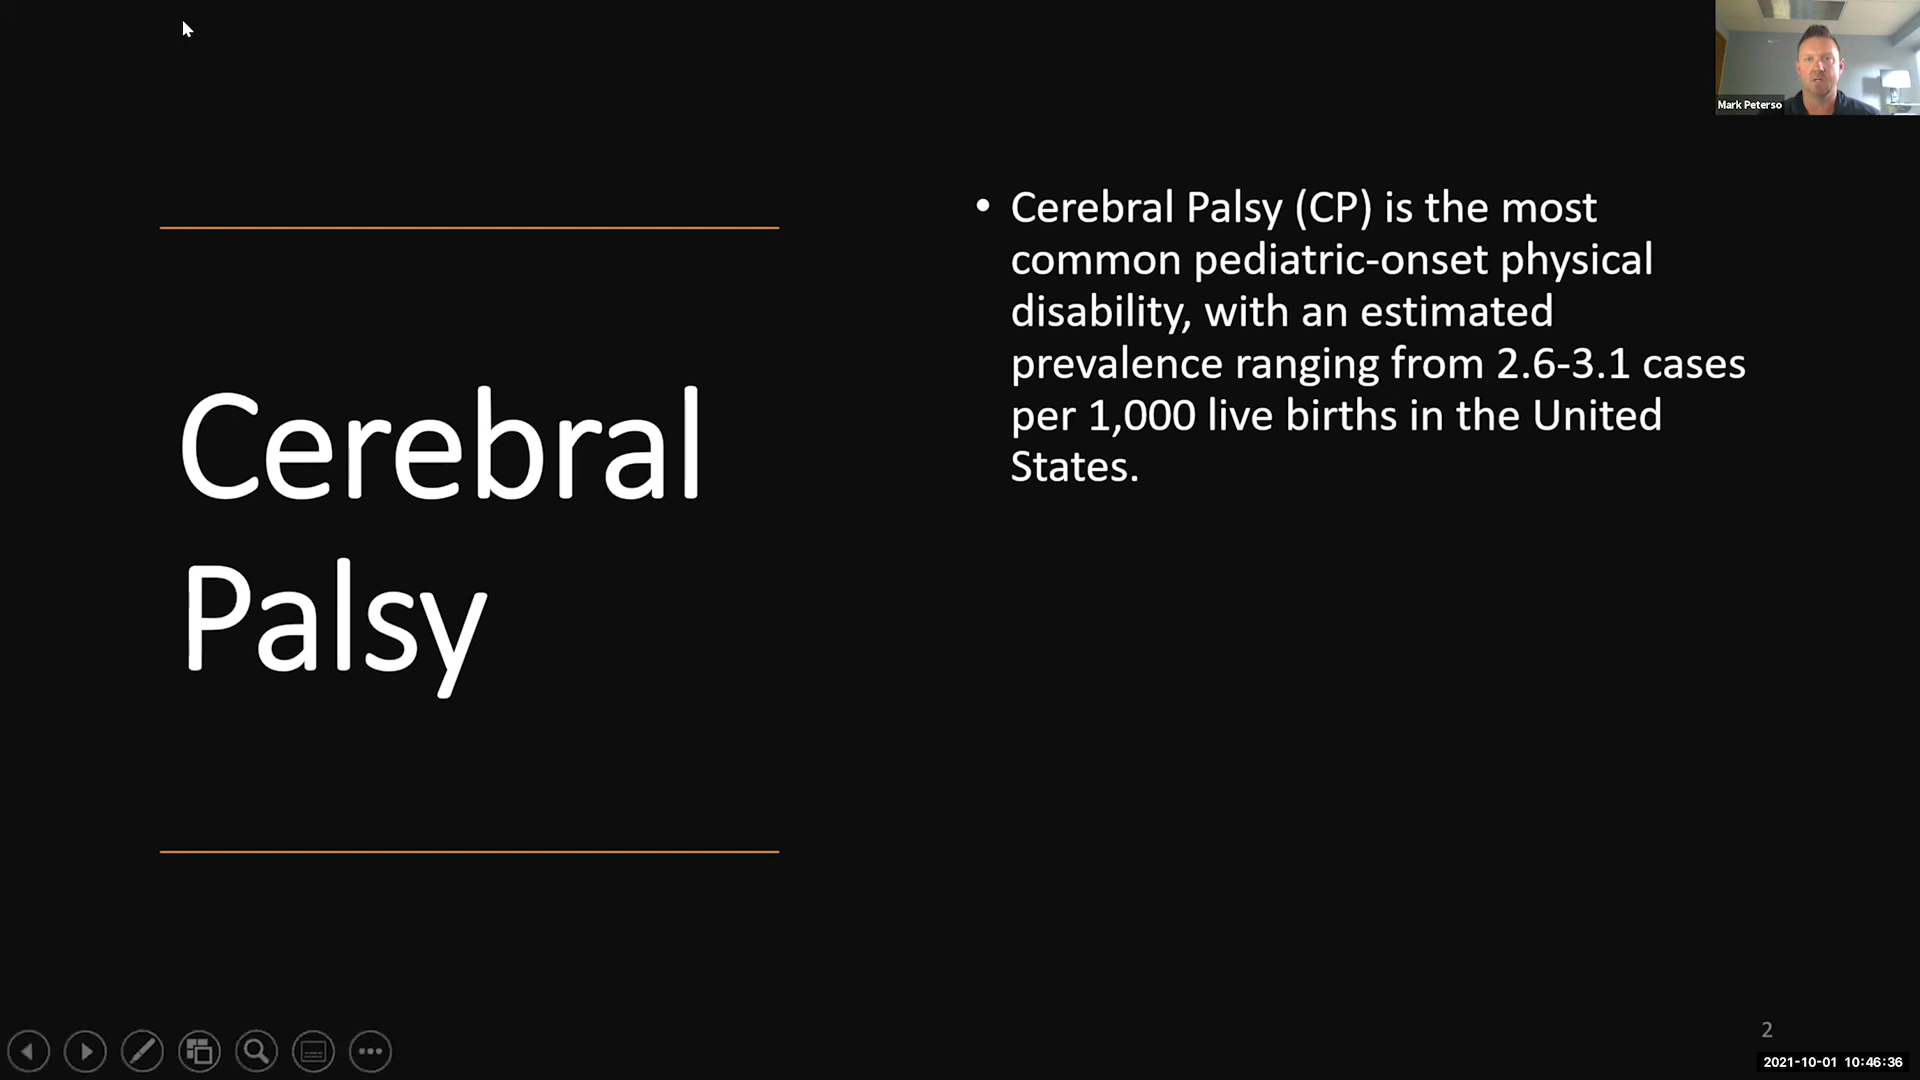 Mark Peterso
Cerebral
Palsy
• Cerebral Palsy (CP) is the most
common pediatric-onset physical
disability, with an estimated
prevalence ranging from 2.6-3.1 cases
per 1,000 live births in the United
States.
2
2021-10-01 10:46:36